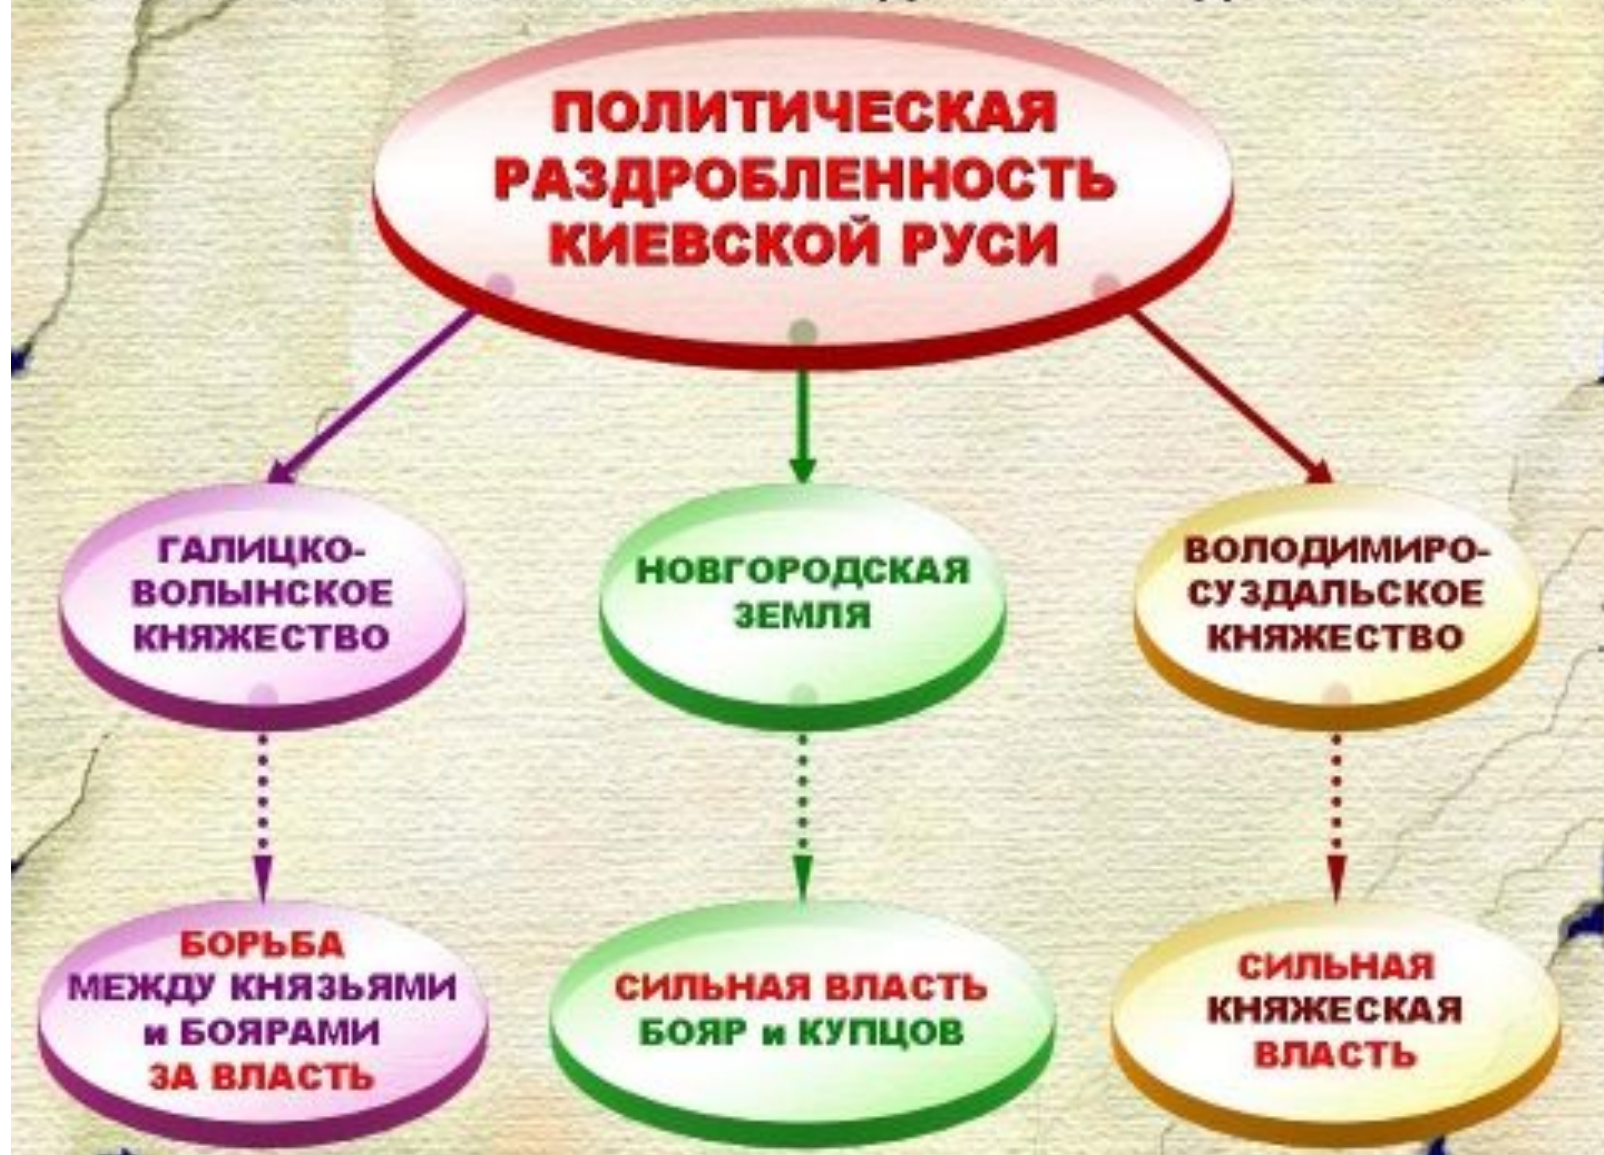 ПОЛИТИЧЕСКАЯ
РАЗДРОБЛЕННОСТЬ
КИЕВСКОЙ РУСИ
ГАЛИЦКО-
ВОЛЫНСКОЕ
КНЯЖЕСТВО
НОВГОРОДСКАЯ
ЗЕМЛЯ
ВОЛОДИМИРО-
СУЗДАЛЬСКОЕ
КНЯЖЕСТВО
БОРЬБА
МЕЖДУ КНЯЗЬЯМИ
и БОЯРАМИ
ЗА ВЛАСТЬ
СИЛЬНАЯ ВЛАСТЬ
БОЯР и КУПЦОВ
СИЛЬНАЯ
КНЯЖЕСКАЯ
ВЛАСТЬ